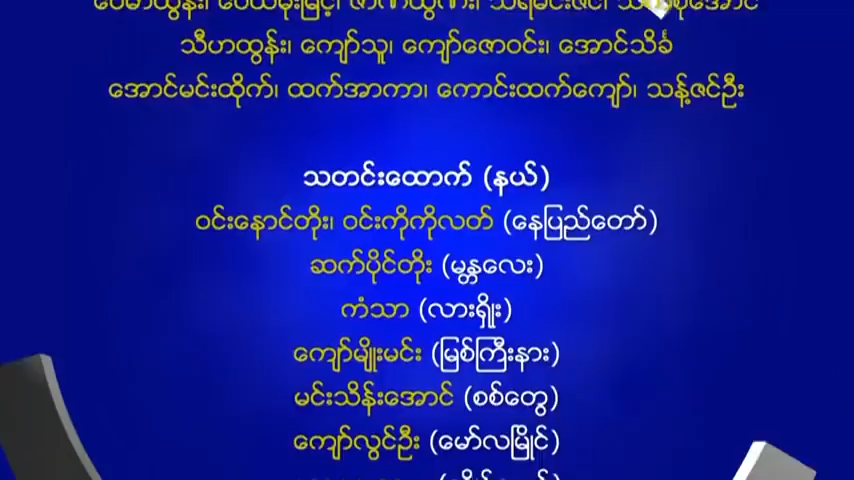 သီဟထွန်း၊ ကျော်သူ၊ ကျော်ဇောဝင်း၊ အောင်သိင်္ခ
အောင်မင်းထိုက်၊ ထက်အာကာ၊ ကောင်းထက်ကျော်၊ သန့်ဇင်ဦး
သတင်းထောက် (နယ်)
ဝင်းနောင်တိုး၊ ဝင်းကိုကိုလတ် (နေပြည်တော်)
ဆက်ပိုင်တိုး (မန္တလေး)
ကံသာ (လားရှိုး)
ကျော်မျိုးမင်း (မြစ်ကြီးနား)
မင်းသိန်းအောင် (စစ်တွေ)
ကျော်လွင်ဦး (မော်လမြိုင်)